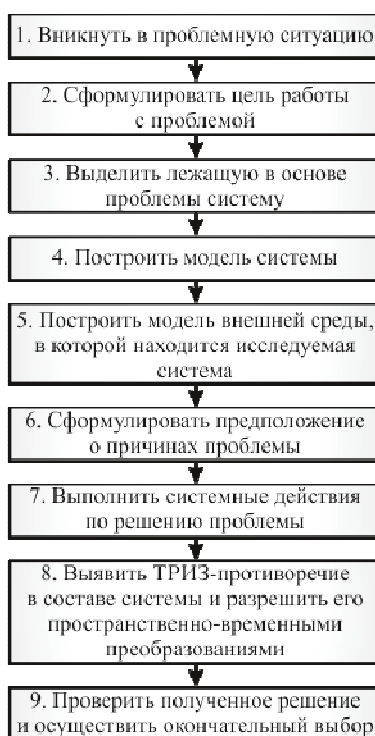 1. Вникнуть в проблемную ситуацию
2. Сформулировать цель работы
с проблемой
3. Выделить лежащую в основе
проблемы систему
4. Построить модель системы
5. Построить модель внешней среды,
в которой находится исследуемая
система
6. Сформулировать предположение
о причинах проблемы
7. Выполнить системные действия
по решению проблемы
8. Выявить ТРИЗ-противоречие
в составе системы и разрешить его
пространственно-временными
преобразованиями
9. Проверить полученное решение
и осуществить окончательный выбор